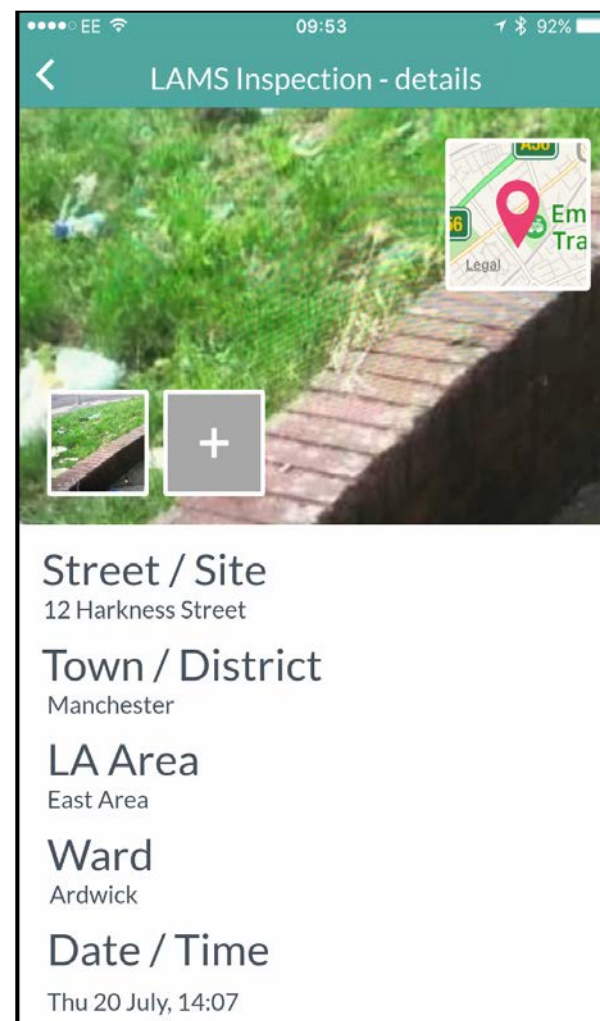 EE 09:53 92%
LAMS Inspection - details
A56
56
Em
Tra
Legal
+
Street / Site
12 Harkness Street
Town / District
Manchester
LA Area
East Area
Ward
Ardwick
Date / Time
Thu 20 July, 14:07